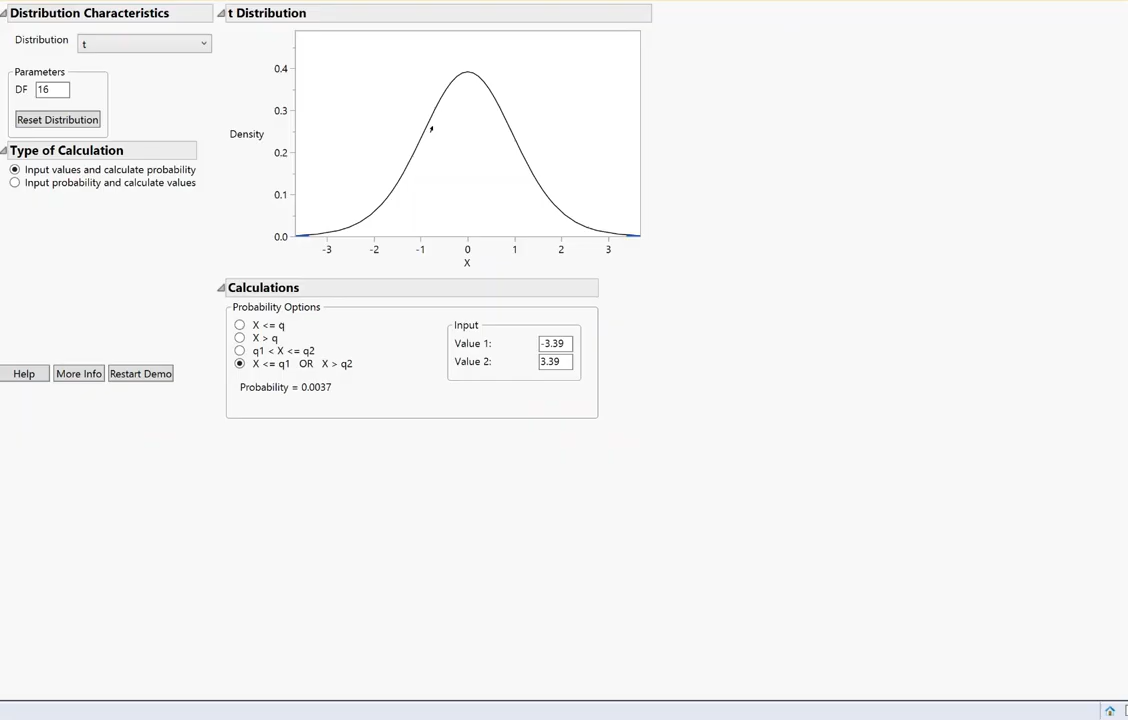 Distribution Characteristics
Distribution
t
Parameters
DF 16
Reset Distribution
Type of Calculation
Input values and calculate probability
Input probability and calculate values
Help
More Info
Restart Demo
t Distribution
0.4
0.3
Density
0.2
0.1
0.0
-3 -2 -1 0 1 2 3
X
Calculations
Probability Options
X <= q
X > q
q1 < X <= q2
X <= q1 OR X > q2
Probability = 0.0037
Input
Value 1: -3.39
Value 2: 3.39